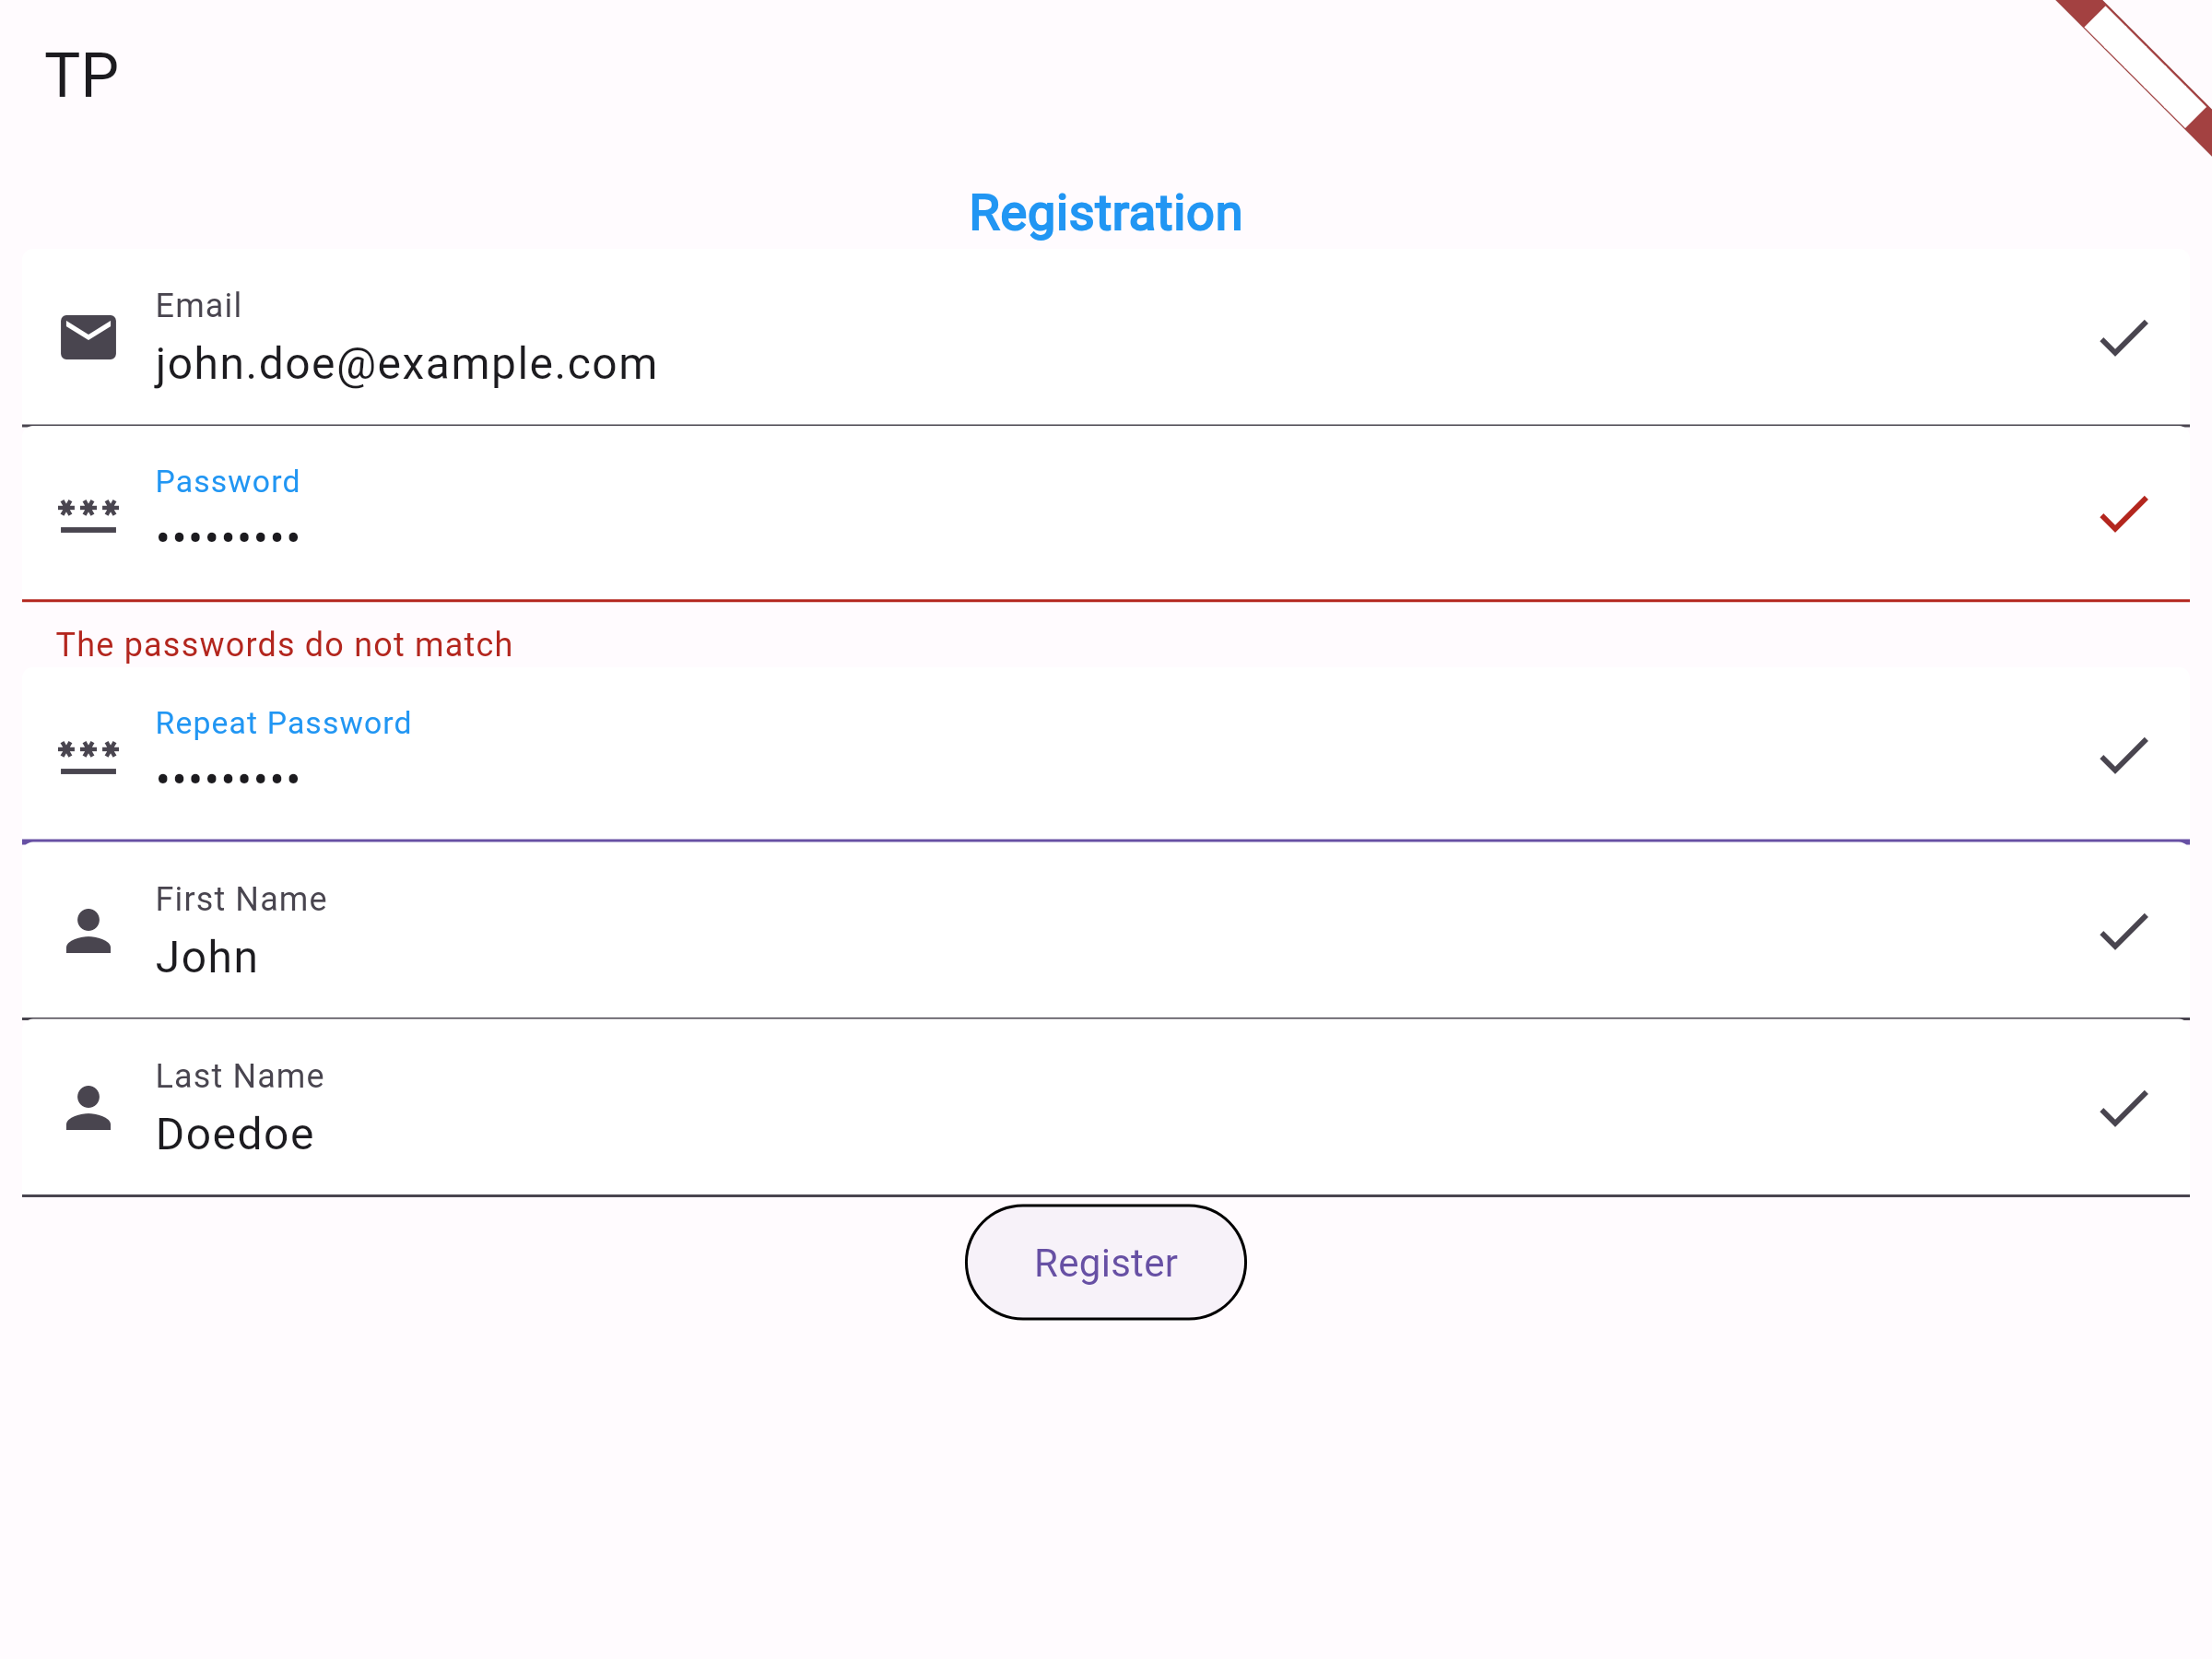 TP
Registration
Email
john.doe@example.com
Password
•••••••••
The passwords do not match
Repeat Password
•••••••••
First Name
John
Last Name
Doedoe
Register